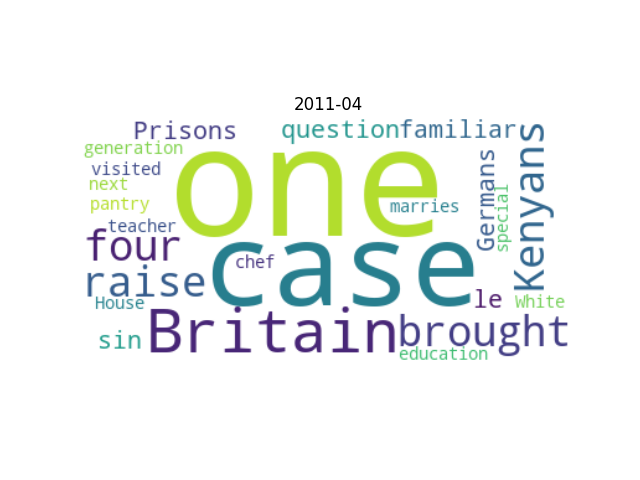 2011-04
Prisons question familiar
generation
visited
next
pantry
teacher
one
marries
Germans
special
Kenyans
four
case
chef
raise
House
le
White
sin
Britain
brought
education